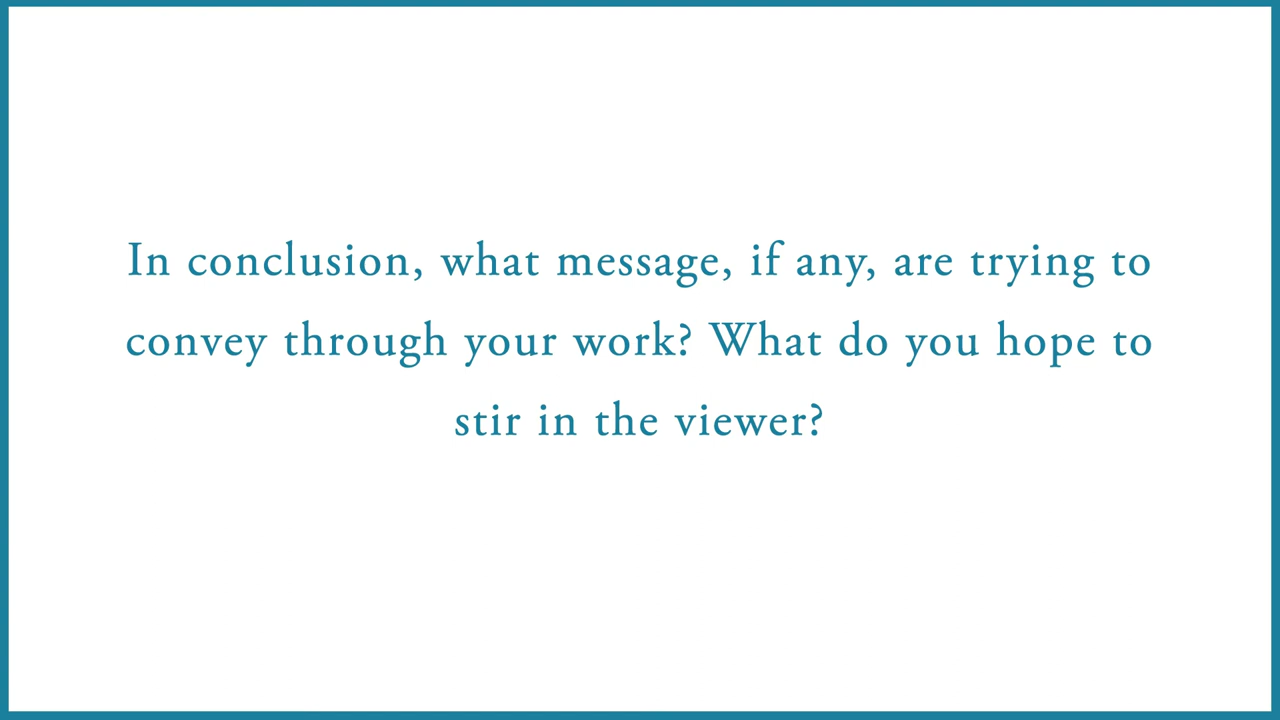 In conclusion, what message, if any, are trying to
convey through your work? What do you hope to
stir in the viewer?